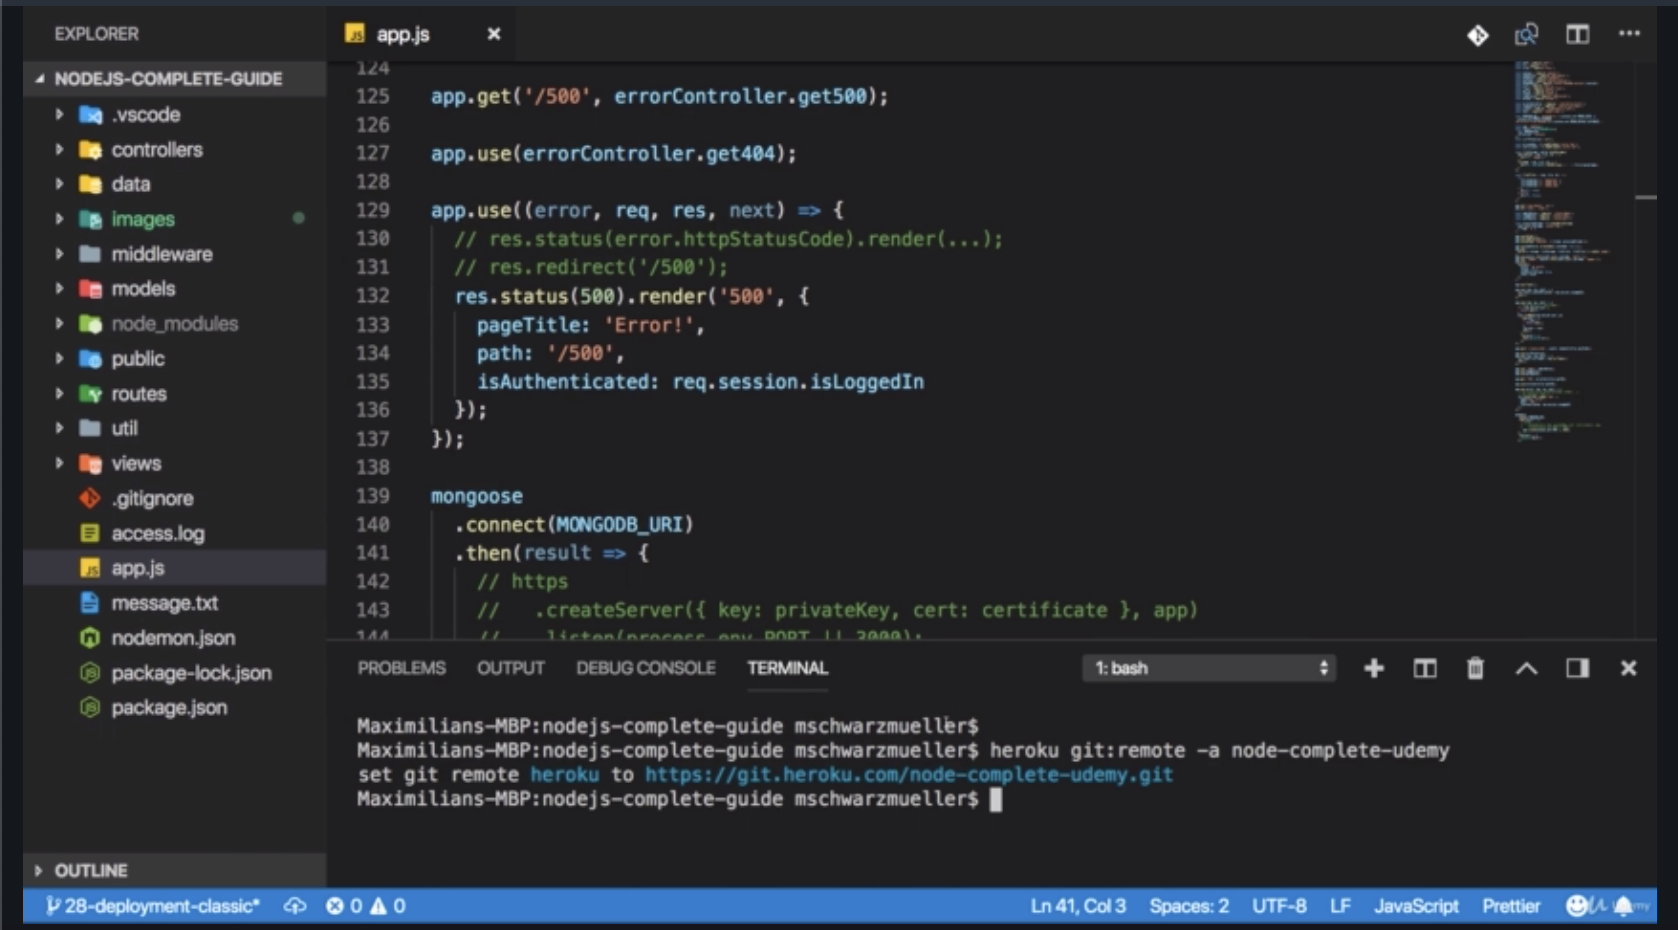 EXPLORER
NODEJS-COMPLETE-GUIDE
.vscode
controllers
data
images
middleware
models
node_modules
public
routes
util
views
.gitignore
access.log
app.js
message.txt
nodemon.json
package-lock.json
package.json
OUTLINE
app.js
124
125 app.get('/500', errorController.get500);
126
127 app.use(errorController.get404);
128
129 app.use((error, req, res, next) => {
130 // res.status(error.httpStatusCode).render(...);
131 // res.redirect('/500');
132 res.status(500).render('500', {
133 pageTitle: 'Error!',
134 path: '/500',
135 isAuthenticated: req.session.isLoggedIn
136 });
137 });
138
139 mongoose
140 .connect(MONGODB_URI)
141 .then(result => {
142 // https
143 // .createServer({ key: privateKey, cert: certificate }, app)
144 // .listen(process.env.PORT || 3000);
PROBLEMS OUTPUT DEBUG CONSOLE TERMINAL 1: bash
Maximilians-MBP:nodejs-complete-guide mschwarzmueller$
Maximilians-MBP:nodejs-complete-guide mschwarzmueller$ heroku git:remote -a node-complete-udemy
set git remote heroku to https://git.heroku.com/node-complete-udemy.git
Maximilians-MBP:nodejs-complete-guide mschwarzmueller$
28-deployment-classic* 0 0 Ln 41, Col 3 Spaces: 2 UTF-8 LF JavaScript Prettier